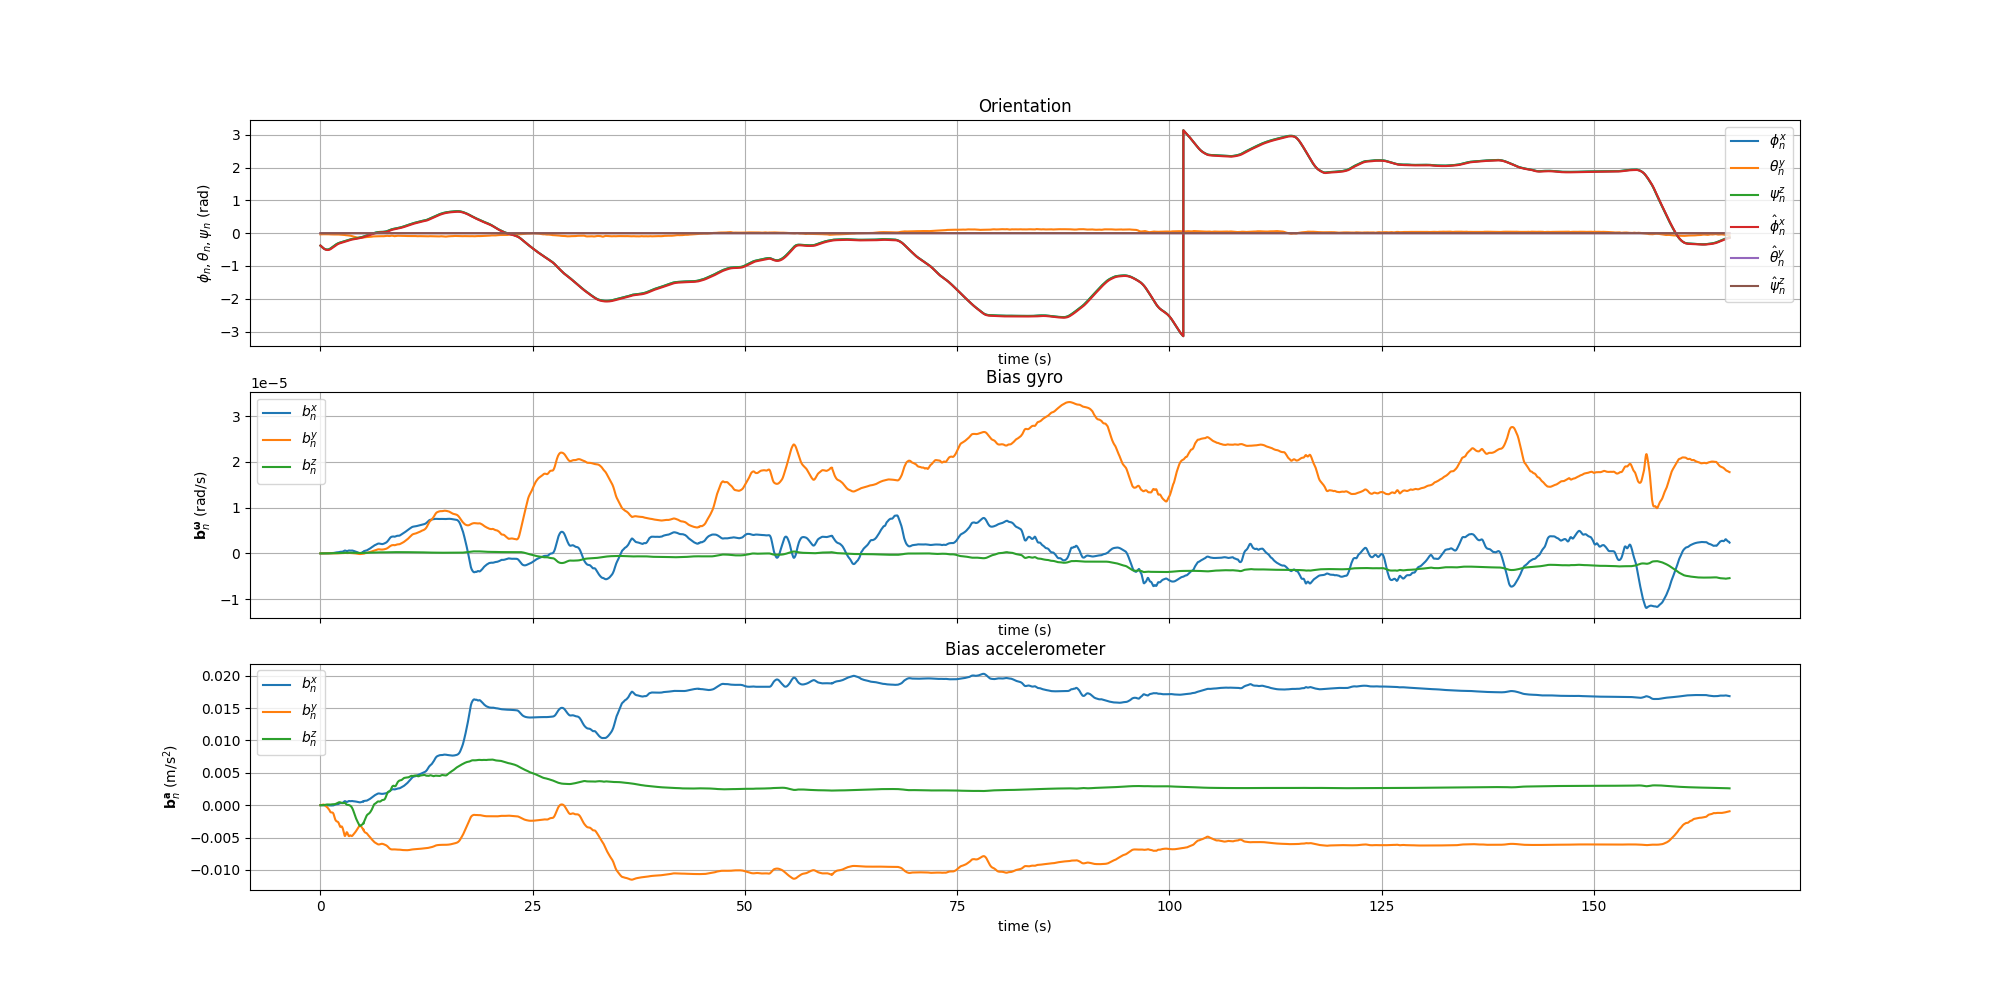 Orientation
3
2
1
0
−1
−2
−3
ϕₙ, θₙ, ψₙ (rad)
ϕₙˣ
θₙʸ
ψₙᶻ
ϕ̂ₙˣ
θ̂ₙʸ
ψ̂ₙᶻ
time (s)
Bias gyro
1e−5
3
2
1
0
−1
bₙ^ω (rad/s)
bₙˣ
bₙʸ
bₙᶻ
time (s)
Bias accelerometer
0.020
0.015
0.010
0.005
0.000
−0.005
−0.010
bₙᵃ (m/s²)
bₙˣ
bₙʸ
bₙᶻ
0 25 50 75 100 125 150
time (s)